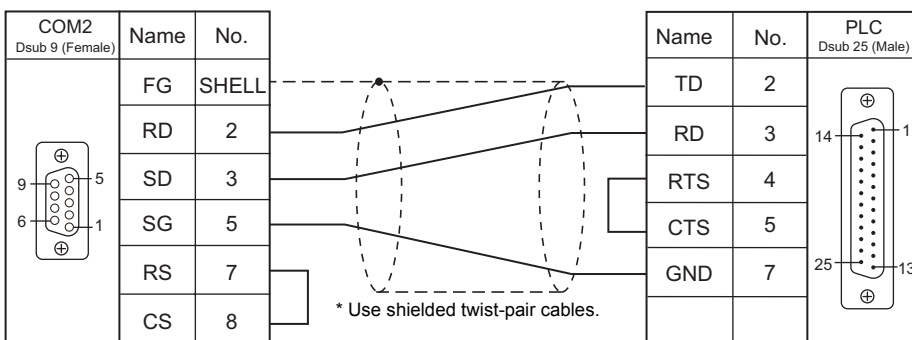 COM2
Dsub 9 (Female)
Name No.
FG SHELL
RD 2
SD 3
SG 5
RS 7
CS 8
9
5
6
1
* Use shielded twist-pair cables.
Name No.
PLC
Dsub 25 (Male)
TD 2
RD 3
RTS 4
CTS 5
GND 7
14
1
25
13